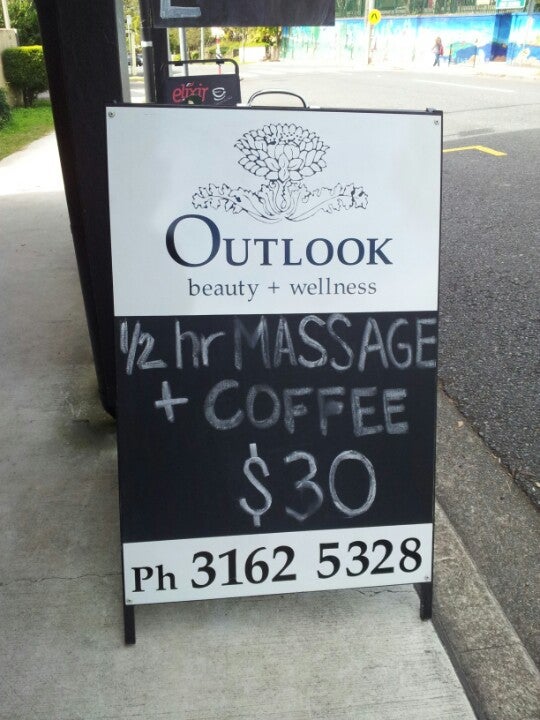 elixir
OUTLOOK
beauty + wellness
1/2 hr MASSAGE
+ COFFEE
$30
Ph 3162 5328